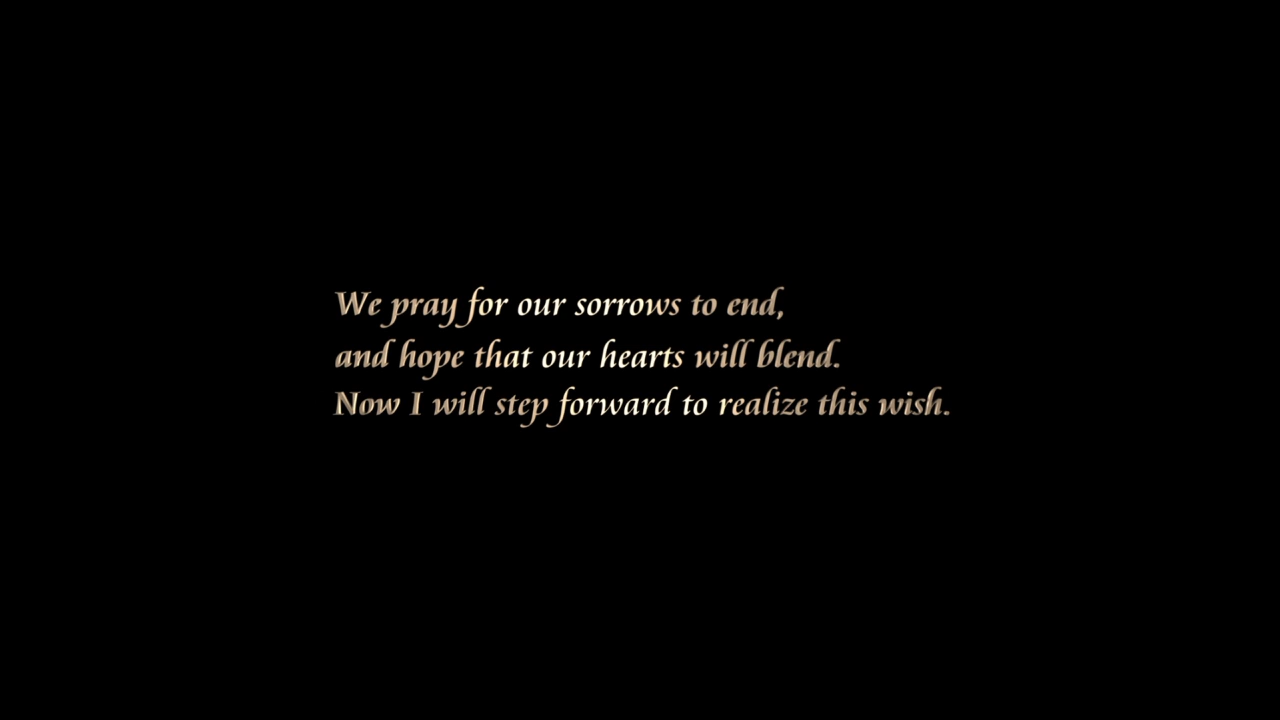 We pray for our sorrows to end,
and hope that our hearts will blend.
Now I will step forward to realize this wish.